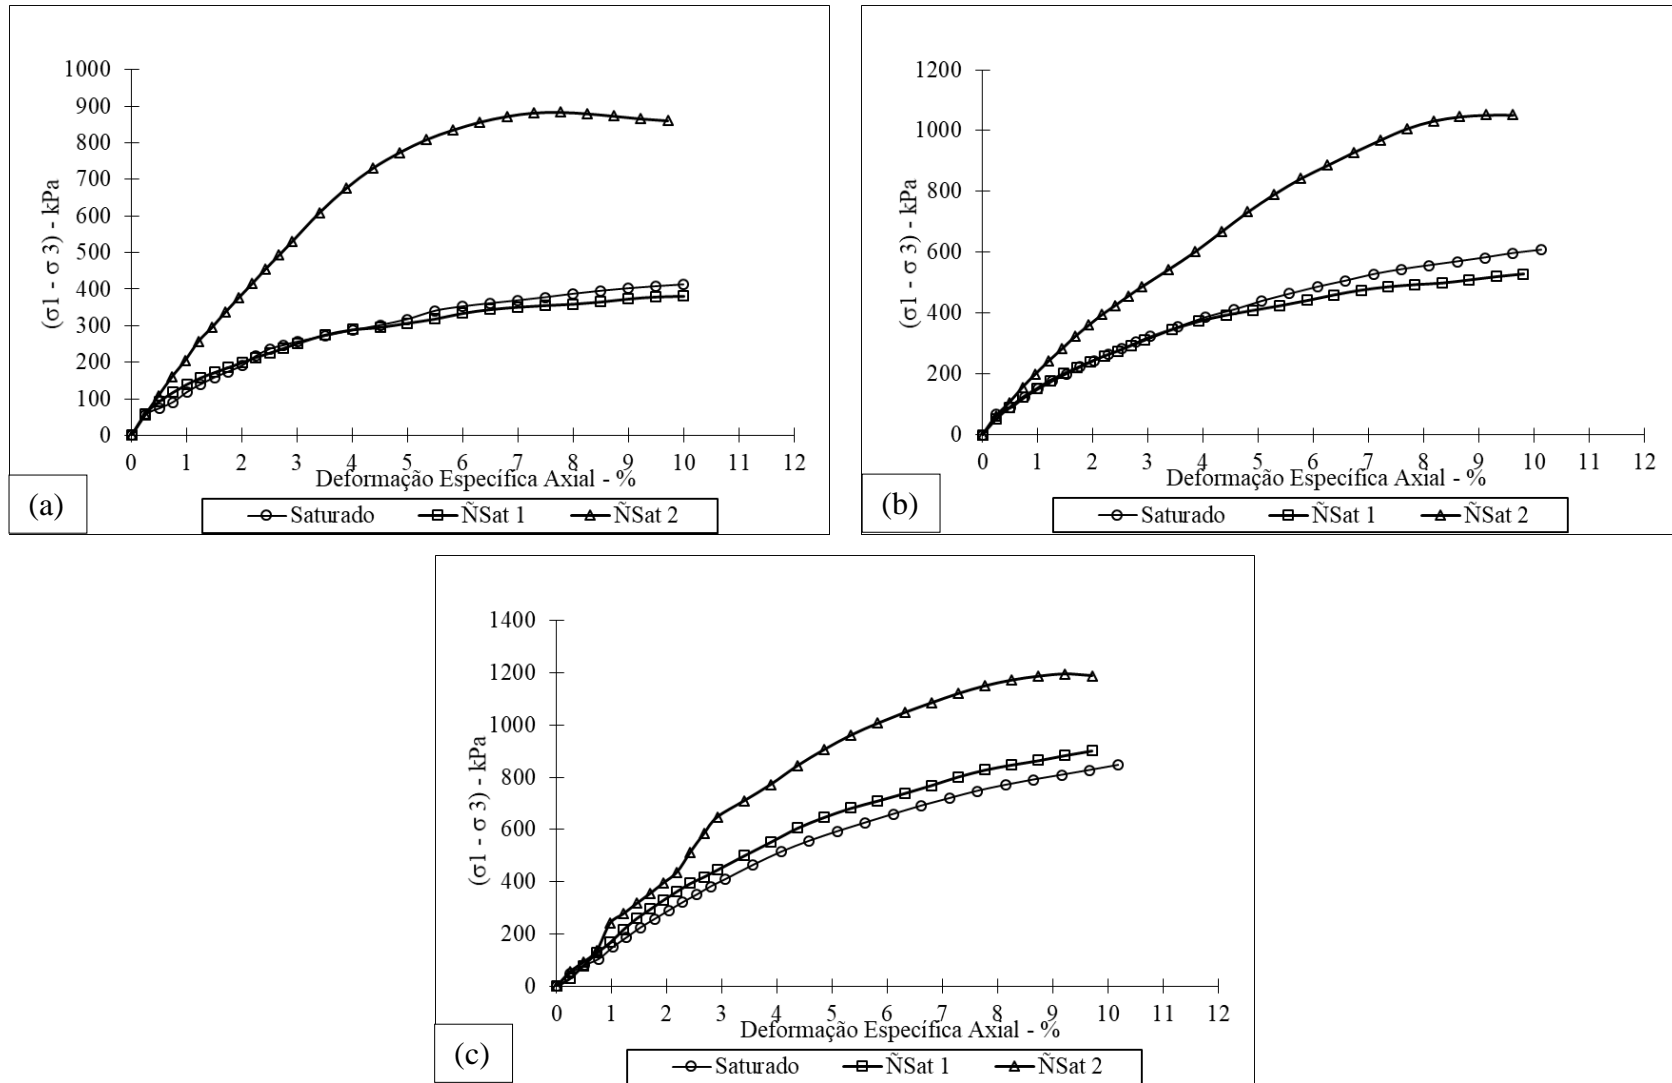 1000
900
800
700
600
500
400
300
200
100
0
(σ1 - σ 3) - kPa
0 1 2 3 4 5 6 7 8 9 10 11 12
Deformação Específica Axial - %
(a)
Saturado ÑSat 1 ÑSat 2
1200
1000
800
600
400
200
0
(σ1 - σ 3) - kPa
0 1 2 3 4 5 6 7 8 9 10 11 12
Deformação Específica Axial - %
(b)
Saturado ÑSat 1 ÑSat 2
1400
1200
1000
800
600
400
200
0
(σ1 - σ 3) - kPa
0 1 2 3 4 5 6 7 8 9 10 11 12
Deformação Específica Axial - %
(c)
Saturado ÑSat 1 ÑSat 2